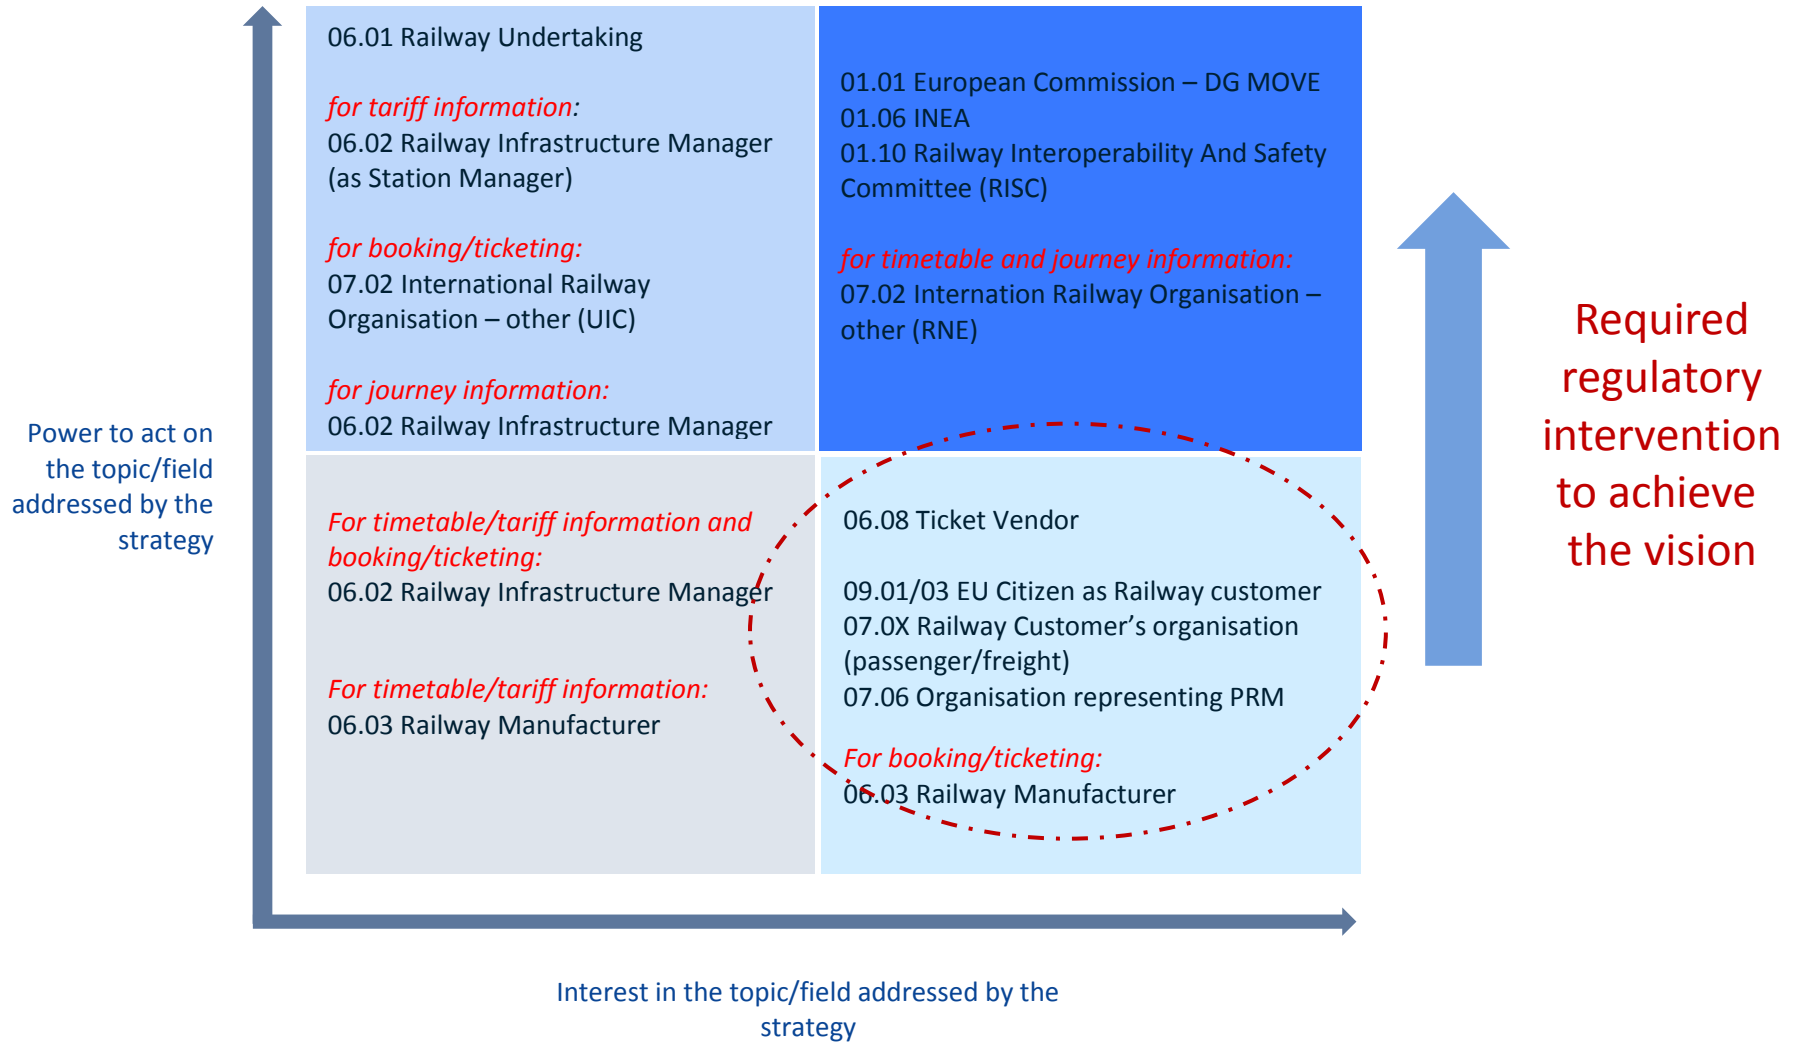 06.01 Railway Undertaking
for tariff information:
06.02 Railway Infrastructure Manager
(as Station Manager)
for booking/ticketing:
07.02 International Railway
Organisation – other (UIC)
for journey information:
06.02 Railway Infrastructure Manager
01.01 European Commission – DG MOVE
01.06 INEA
01.10 Railway Interoperability And Safety
Committee (RISC)
for timetable and journey information:
07.02 Internation Railway Organisation –
other (RNE)
Power to act on
the topic/field
addressed by the
strategy
For timetable/tariff information and
booking/ticketing:
06.02 Railway Infrastructure Manager
For timetable/tariff information:
06.03 Railway Manufacturer
06.08 Ticket Vendor
09.01/03 EU Citizen as Railway customer
07.0X Railway Customer’s organisation
(passenger/freight)
07.06 Organisation representing PRM
For booking/ticketing:
06.03 Railway Manufacturer
Required
regulatory
intervention
to achieve
the vision
Interest in the topic/field addressed by the
strategy